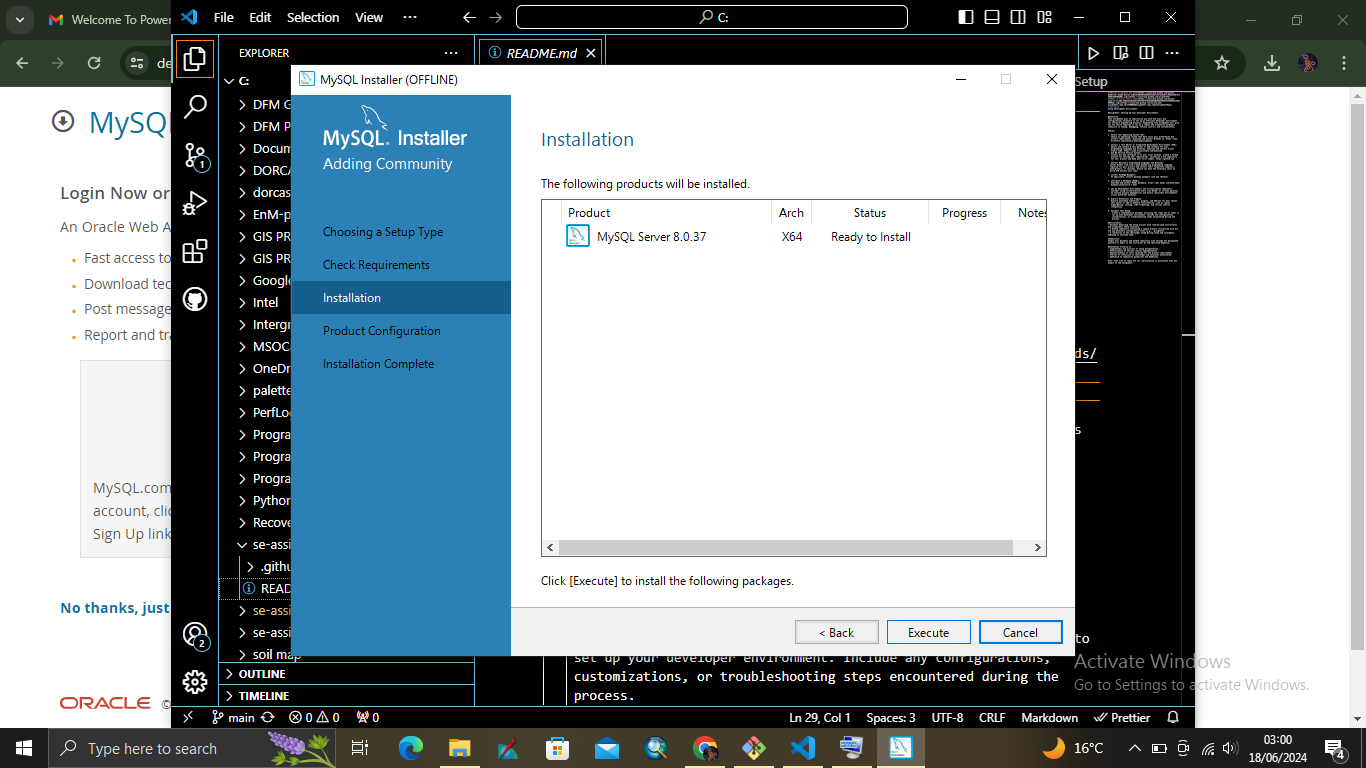 Welcome To Power
File Edit Selection View ...
C:
EXPLORER
README.md
C:
DFM G
DFM P
Docum
DORCA
dorcas
EnM-p
GIS PR
GIS PR
Google
Intel
Intergr
MSOC
OneDr
palette
PerfLo
Progra
Progra
Progra
Python
Recove
se-assi
.githu
READ
se-assi
se-assi
soil map
OUTLINE
TIMELINE
de
MySQL
Login Now or
An Oracle Web A
Fast access to
Download tec
Post message
Report and tra
MySQL.com
account, clic
Sign Up link
No thanks, just
ORACLE ©
MySQL Installer (OFFLINE)
MySQL. Installer
Adding Community
Choosing a Setup Type
Check Requirements
Installation
Product Configuration
Installation Complete
Installation
The following products will be installed.
Product Arch Status Progress Notes
MySQL Server 8.0.37 X64 Ready to Install
Click [Execute] to install the following packages.
< Back Execute Cancel
Setup
ds/
s
to
set up your developer environment. Include any configurations,
customizations, or troubleshooting steps encountered during the
process.
Activate Windows
Go to Settings to activate Windows.
1
2
main 0 0 0 Ln 29, Col 1 Spaces: 3 UTF-8 CRLF Markdown Prettier
Type here to search
16°C
03:00
18/06/2024
4